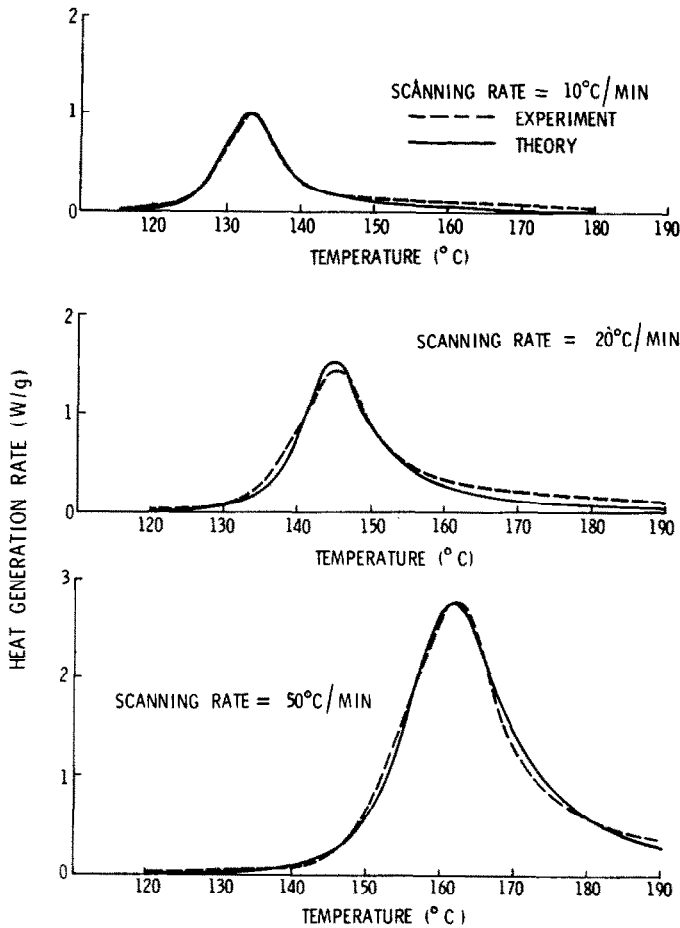 2
SCANNING RATE = 10°C/MIN
EXPERIMENT
1
THEORY
0
120 130 140 150 160 170 180 190
TEMPERATURE (°C)
2
SCANNING RATE = 20°C/MIN
1
0
120 130 140 150 160 170 180 190
TEMPERATURE (°C)
HEAT GENERATION RATE (W/g)
3
2
SCANNING RATE = 50°C/MIN
1
0
120 130 140 150 160 170 180 190
TEMPERATURE (°C)